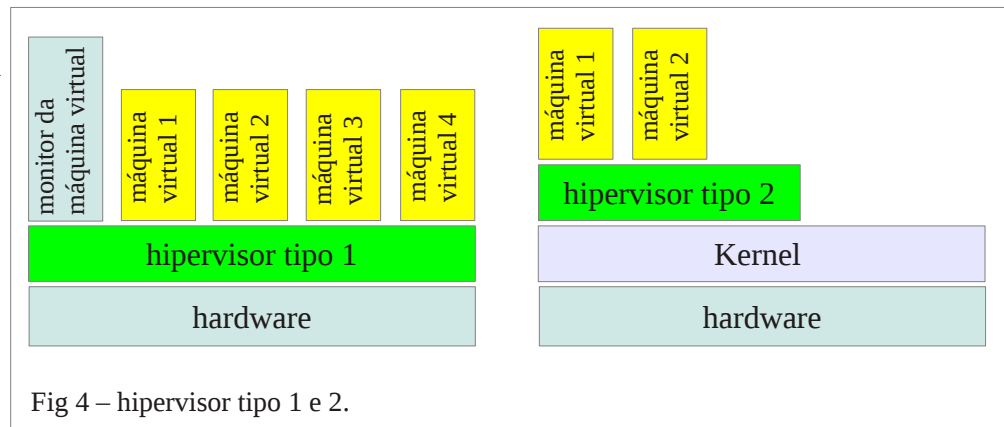 monitor da
máquina virtual
máquina
virtual 1
máquina
virtual 2
máquina
virtual 3
máquina
virtual 4
hipervisor tipo 1
hardware
máquina
virtual 1
máquina
virtual 2
hipervisor tipo 2
Kernel
hardware
Fig 4 – hipervisor tipo 1 e 2.